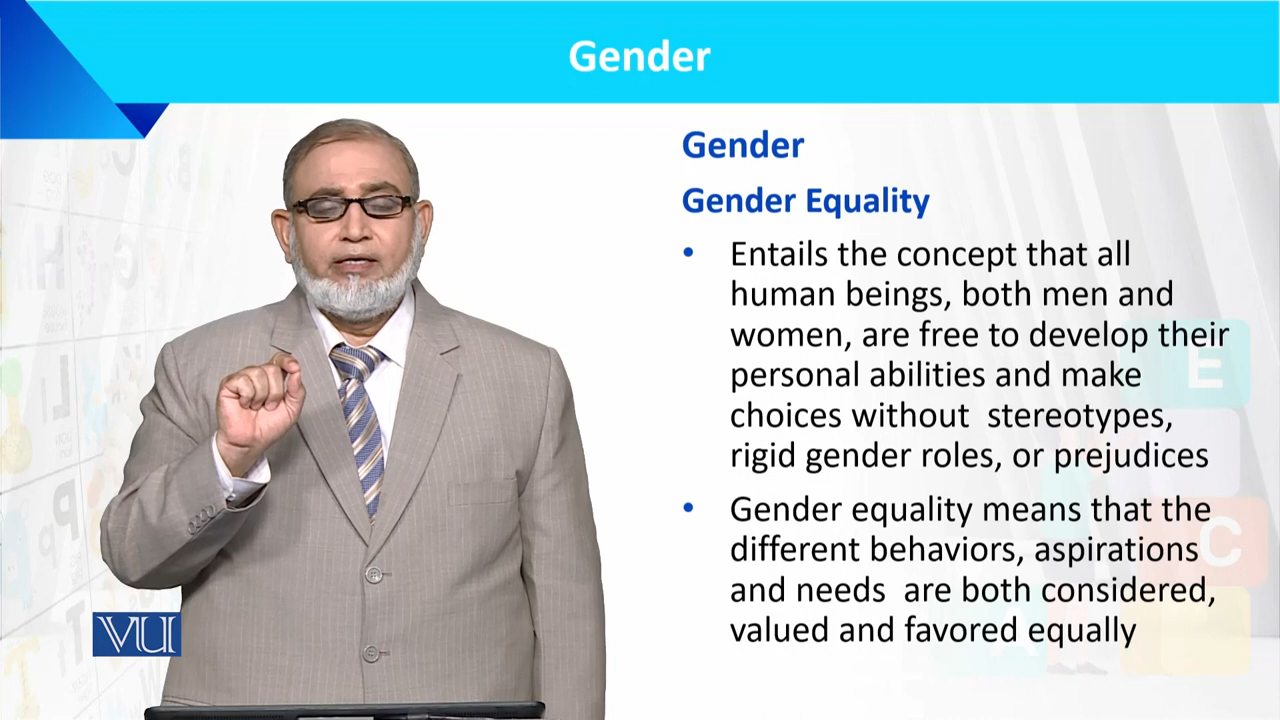 Gender
Gender
Gender Equality
• Entails the concept that all
human beings, both men and
women, are free to develop their
personal abilities and make
choices without stereotypes,
rigid gender roles, or prejudices
• Gender equality means that the
different behaviors, aspirations
and needs are both considered,
valued and favored equally
VU
E
C
A